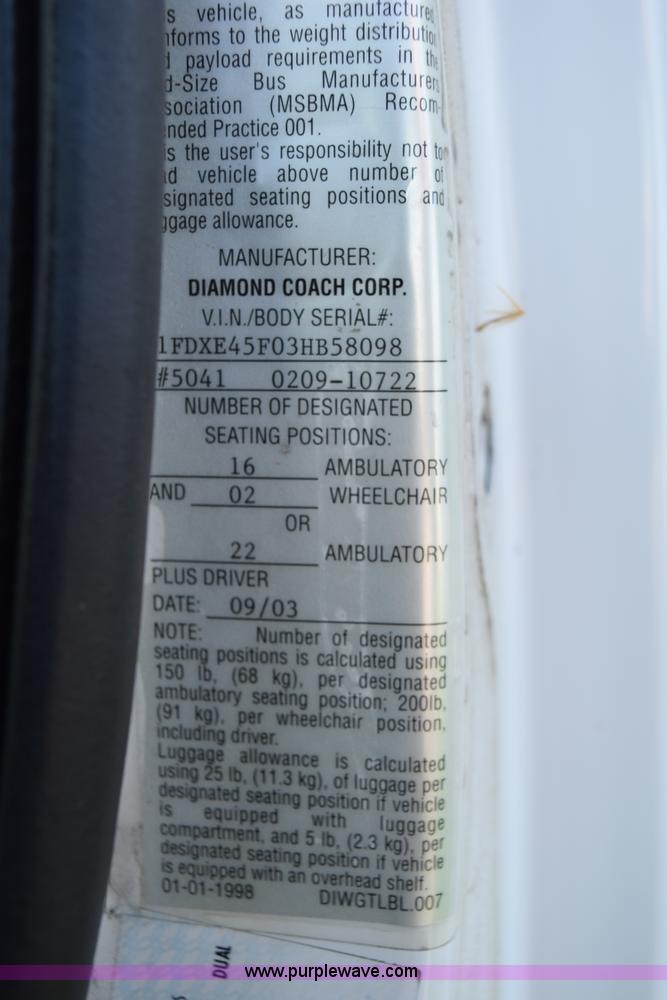 s vehicle, as manufactured
nforms to the weight distribution
payload requirements in the
d-Size Bus Manufacturers
sociation (MSBMA) Recom-
nded Practice 001.
is the user's responsibility not to
ad vehicle above number of
signated seating positions and
ggage allowance.
MANUFACTURER:
DIAMOND COACH CORP.
V.I.N./BODY SERIAL#:
1FDXE45F03HB58098
#5041 0209-10722
NUMBER OF DESIGNATED
SEATING POSITIONS:
16 AMBULATORY
AND 02 WHEELCHAIR
OR
22 AMBULATORY
PLUS DRIVER
DATE: 09/03
NOTE: Number of designated
seating positions is calculated using
150 lb, (68 kg), per designated
ambulatory seating position; 200lb,
(91 kg), per wheelchair position,
including driver.
Luggage allowance is calculated
using 25 lb, (11.3 kg), of luggage per
designated seating position if vehicle
is equipped with luggage
compartment, and 5 lb, (2.3 kg), per
designated seating position if vehicle
is equipped with an overhead shelf.
01-01-1998 DIWGTLBL.007
DUAL
www.purplewave.com